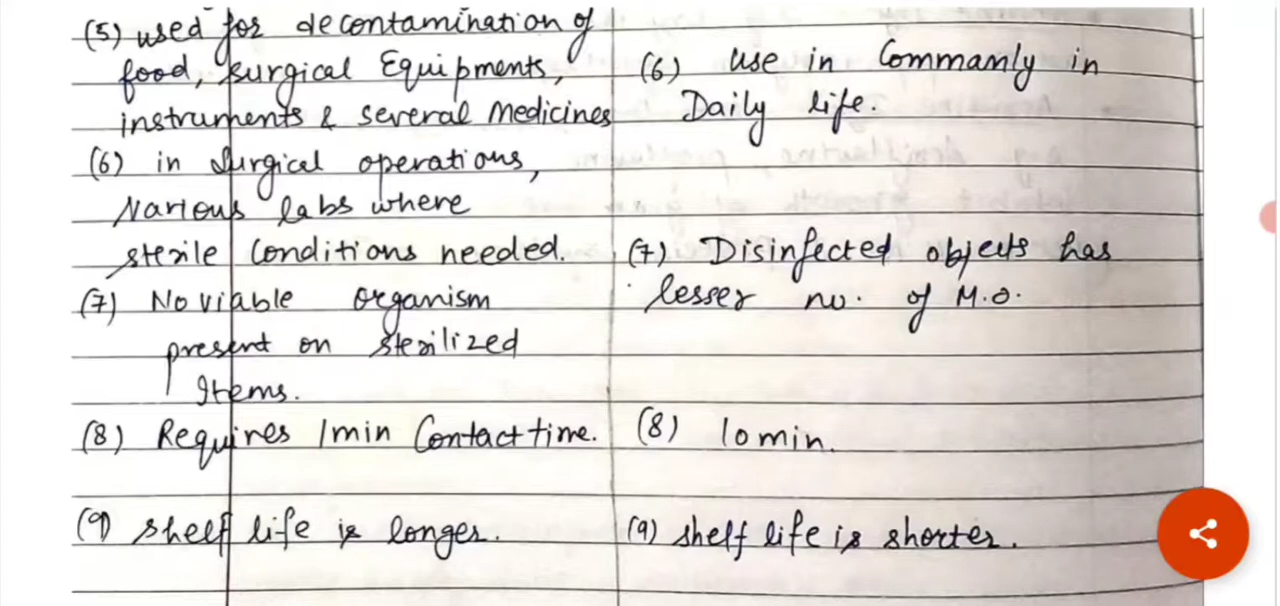 (5) used for decontamination of
food, surgical Equipments,
instruments & several Medicines
(6) in Surgical operations,
Various labs where
sterile conditions needed.
(7) No viable organism
present on sterilized
Items.
(8) Requires 1min Contact time.
(9) shelf life is longer.
(6) use in Commamly in
Daily life.
(7) Disinfected objects has
lesser no. of M.O.
(8) 10 min.
(9) shelf life is shorter.